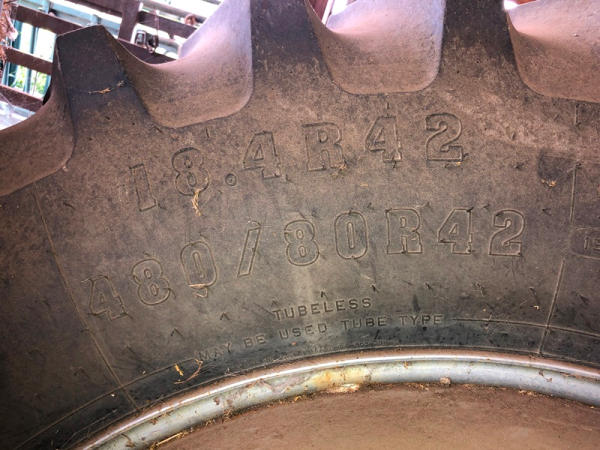 18.4R42
480/80R42
TUBELESS
MAY BE USED TUBE TYPE